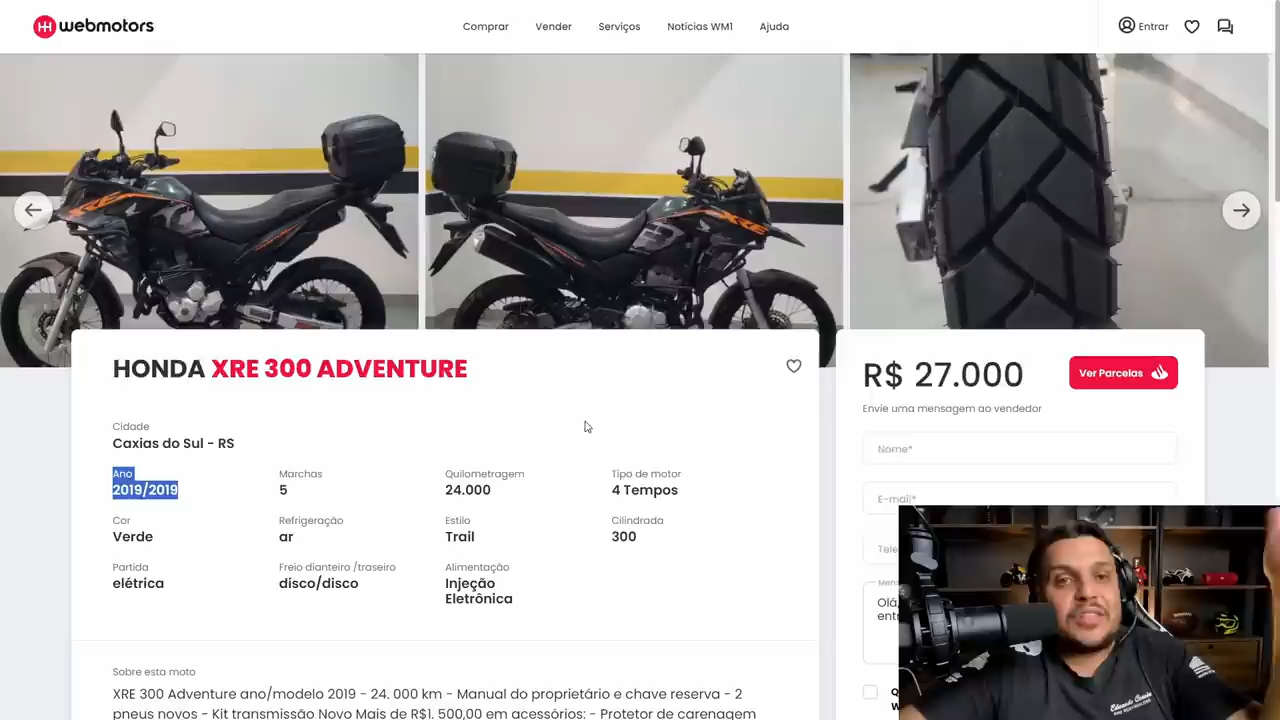 webmotors
Comprar
Vender
Serviços
Notícias WM1
Ajuda
Entrar
XRE
XRE
HONDA XRE 300 ADVENTURE
Cidade
Caxias do Sul - RS
Ano
2019/2019
Marchas
5
Quilometragem
24.000
Tipo de motor
4 Tempos
Cor
Verde
Refrigeração
ar
Estilo
Trail
Cilindrada
300
Partida
elétrica
Freio dianteiro /traseiro
disco/disco
Alimentação
Injeção
Eletrônica
Sobre esta moto
XRE 300 Adventure ano/modelo 2019 - 24. 000 km - Manual do proprietário e chave reserva - 2
pneus novos - Kit transmissão Novo Mais de R$1. 500,00 em acessórios: - Protetor de carenagem
R$ 27.000
Ver Parcelas
Envie uma mensagem ao vendedor
Nome*
E-mail*